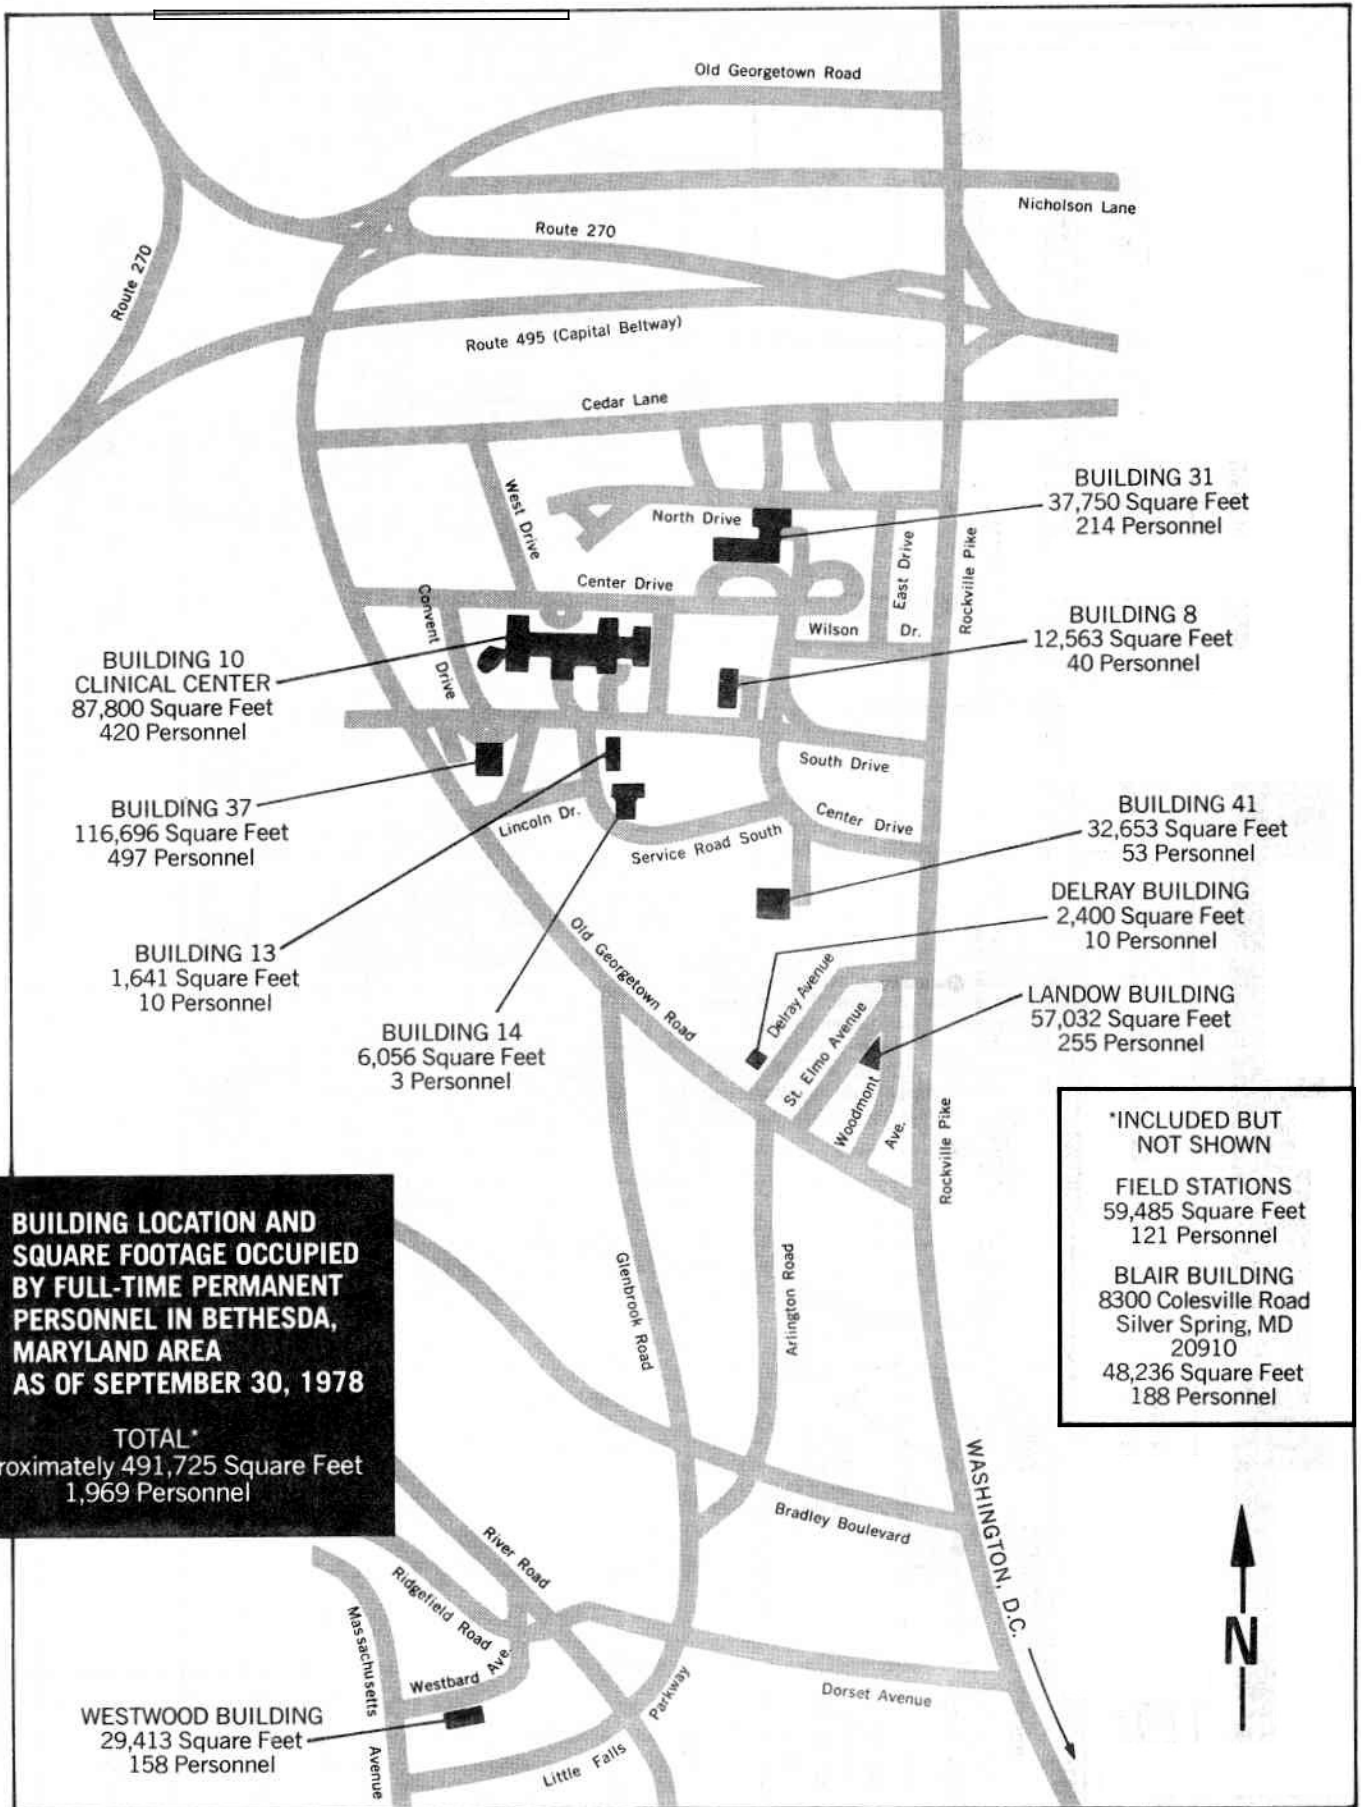 Old Georgetown Road
Nicholson Lane
Route 270
Route 270
Route 495 (Capital Beltway)
Cedar Lane
West Drive
North Drive
BUILDING 31
37,750 Square Feet
214 Personnel
East Drive
Rockville Pike
Center Drive
Convent Drive
Wilson Dr.
BUILDING 8
12,563 Square Feet
40 Personnel
BUILDING 10
CLINICAL CENTER
87,800 Square Feet
420 Personnel
South Drive
BUILDING 37
116,696 Square Feet
497 Personnel
Lincoln Dr.
Service Road South
Center Drive
BUILDING 41
32,653 Square Feet
53 Personnel
DELRAY BUILDING
2,400 Square Feet
10 Personnel
BUILDING 13
1,641 Square Feet
10 Personnel
Old Georgetown Road
Delray Avenue
St. Elmo Avenue
Woodmont Ave.
LANDOW BUILDING
57,032 Square Feet
255 Personnel
BUILDING 14
6,056 Square Feet
3 Personnel
Rockville Pike
*INCLUDED BUT
NOT SHOWN
FIELD STATIONS
59,485 Square Feet
121 Personnel
BLAIR BUILDING
8300 Colesville Road
Silver Spring, MD
20910
48,236 Square Feet
188 Personnel
BUILDING LOCATION AND
SQUARE FOOTAGE OCCUPIED
BY FULL-TIME PERMANENT
PERSONNEL IN BETHESDA,
MARYLAND AREA
AS OF SEPTEMBER 30, 1978
TOTAL*
roximately 491,725 Square Feet
1,969 Personnel
Glenbrook Road
Arlington Road
Bradley Boulevard
WASHINGTON, D.C.
River Road
Ridgefield Road
Massachusetts Avenue
Westbard Ave.
Little Falls Parkway
Dorset Avenue
WESTWOOD BUILDING
29,413 Square Feet
158 Personnel
N